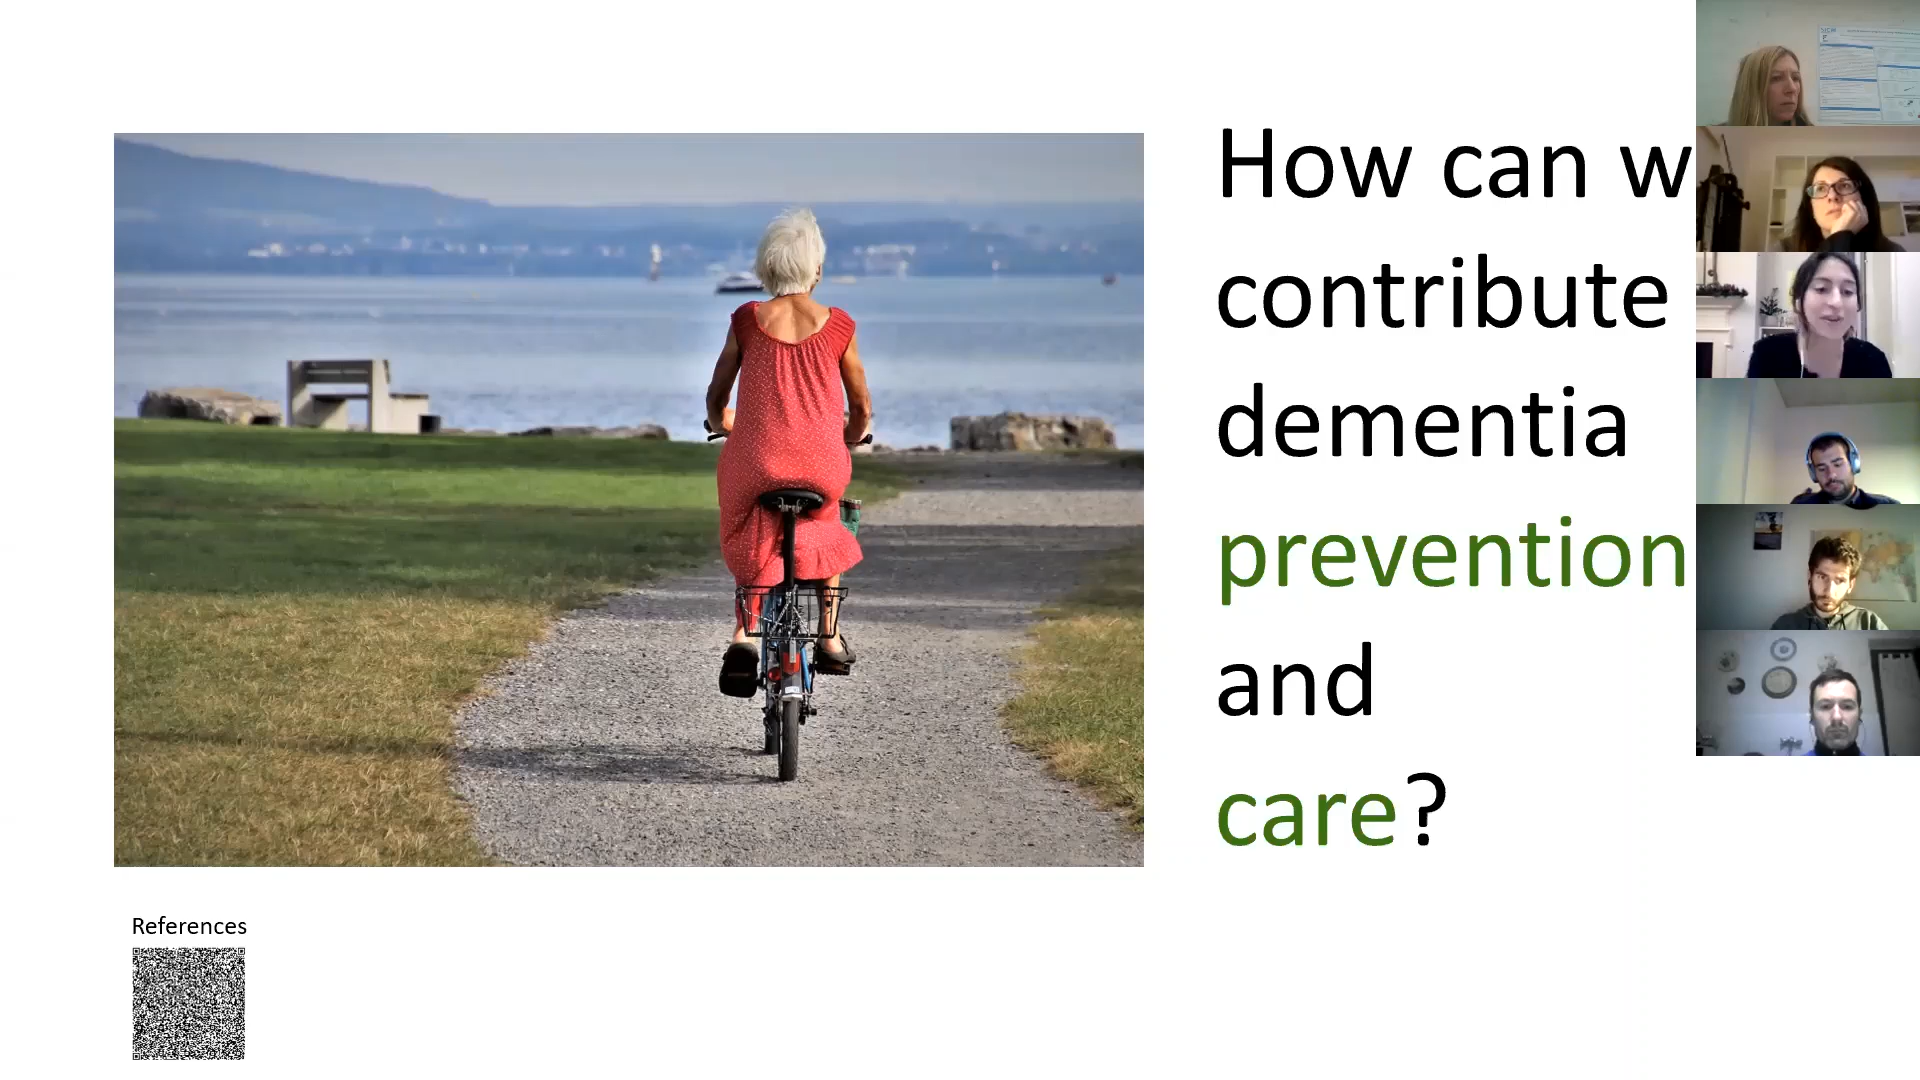 How can w
contribute
dementia
prevention
and
care?
References